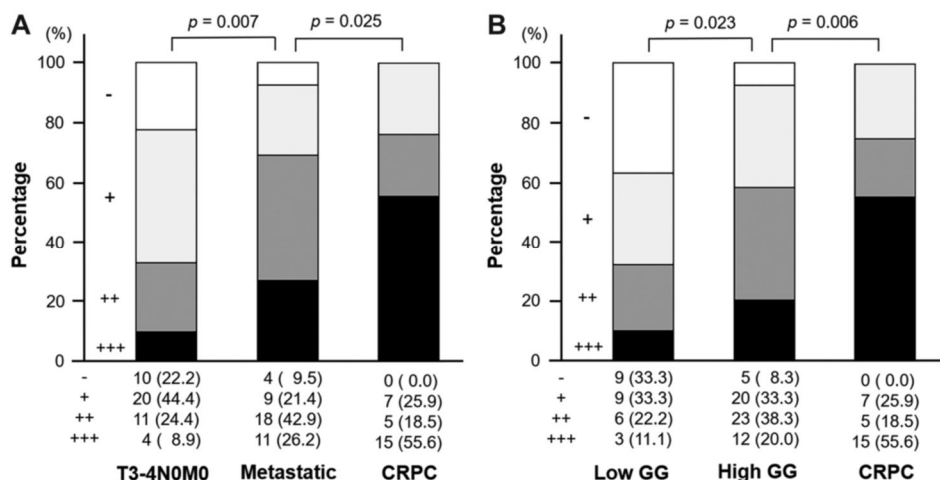 A
p = 0.007
p = 0.025
(%)
100
80
60
40
20
0
Percentage
-
+
++
+++
- 10 (22.2) 4 ( 9.5) 0 ( 0.0)
+ 20 (44.4) 9 (21.4) 7 (25.9)
++ 11 (24.4) 18 (42.9) 5 (18.5)
+++ 4 ( 8.9) 11 (26.2) 15 (55.6)
T3-4N0M0 Metastatic CRPC
B
p = 0.023
p = 0.006
(%)
100
80
60
40
20
0
Percentage
-
+
++
+++
- 9 (33.3) 5 ( 8.3) 0 ( 0.0)
+ 9 (33.3) 20 (33.3) 7 (25.9)
++ 6 (22.2) 23 (38.3) 5 (18.5)
+++ 3 (11.1) 12 (20.0) 15 (55.6)
Low GG High GG CRPC